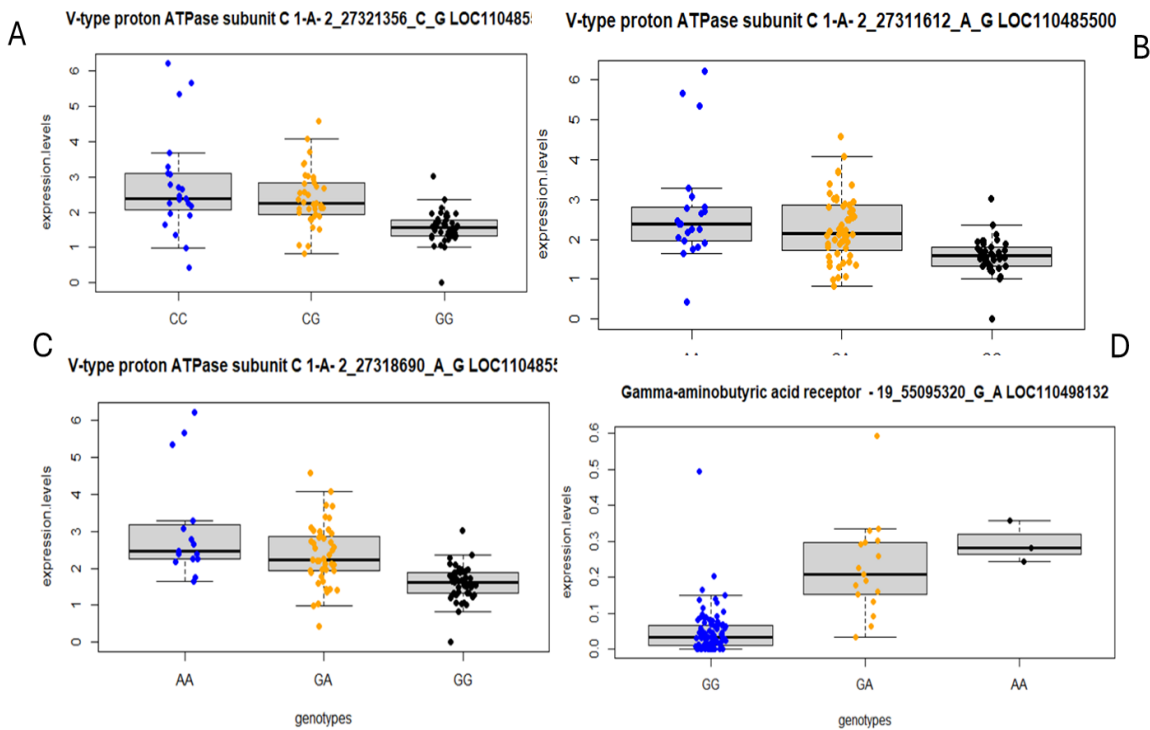 A
V-type proton ATPase subunit C 1-A- 2_27321356_C_G LOC110485
expression.levels
6
5
4
3
2
1
0
CC CG GG
V-type proton ATPase subunit C 1-A- 2_27311612_A_G LOC110485500
B
expression.levels
6
5
4
3
2
1
0
C
V-type proton ATPase subunit C 1-A- 2_27318690_A_G LOC110485
expression.levels
6
5
4
3
2
1
0
AA GA GG
genotypes
D
Gamma-aminobutyric acid receptor - 19_55095320_G_A LOC110498132
expression.levels
0.6
0.5
0.4
0.3
0.2
0.1
0.0
GG GA AA
genotypes